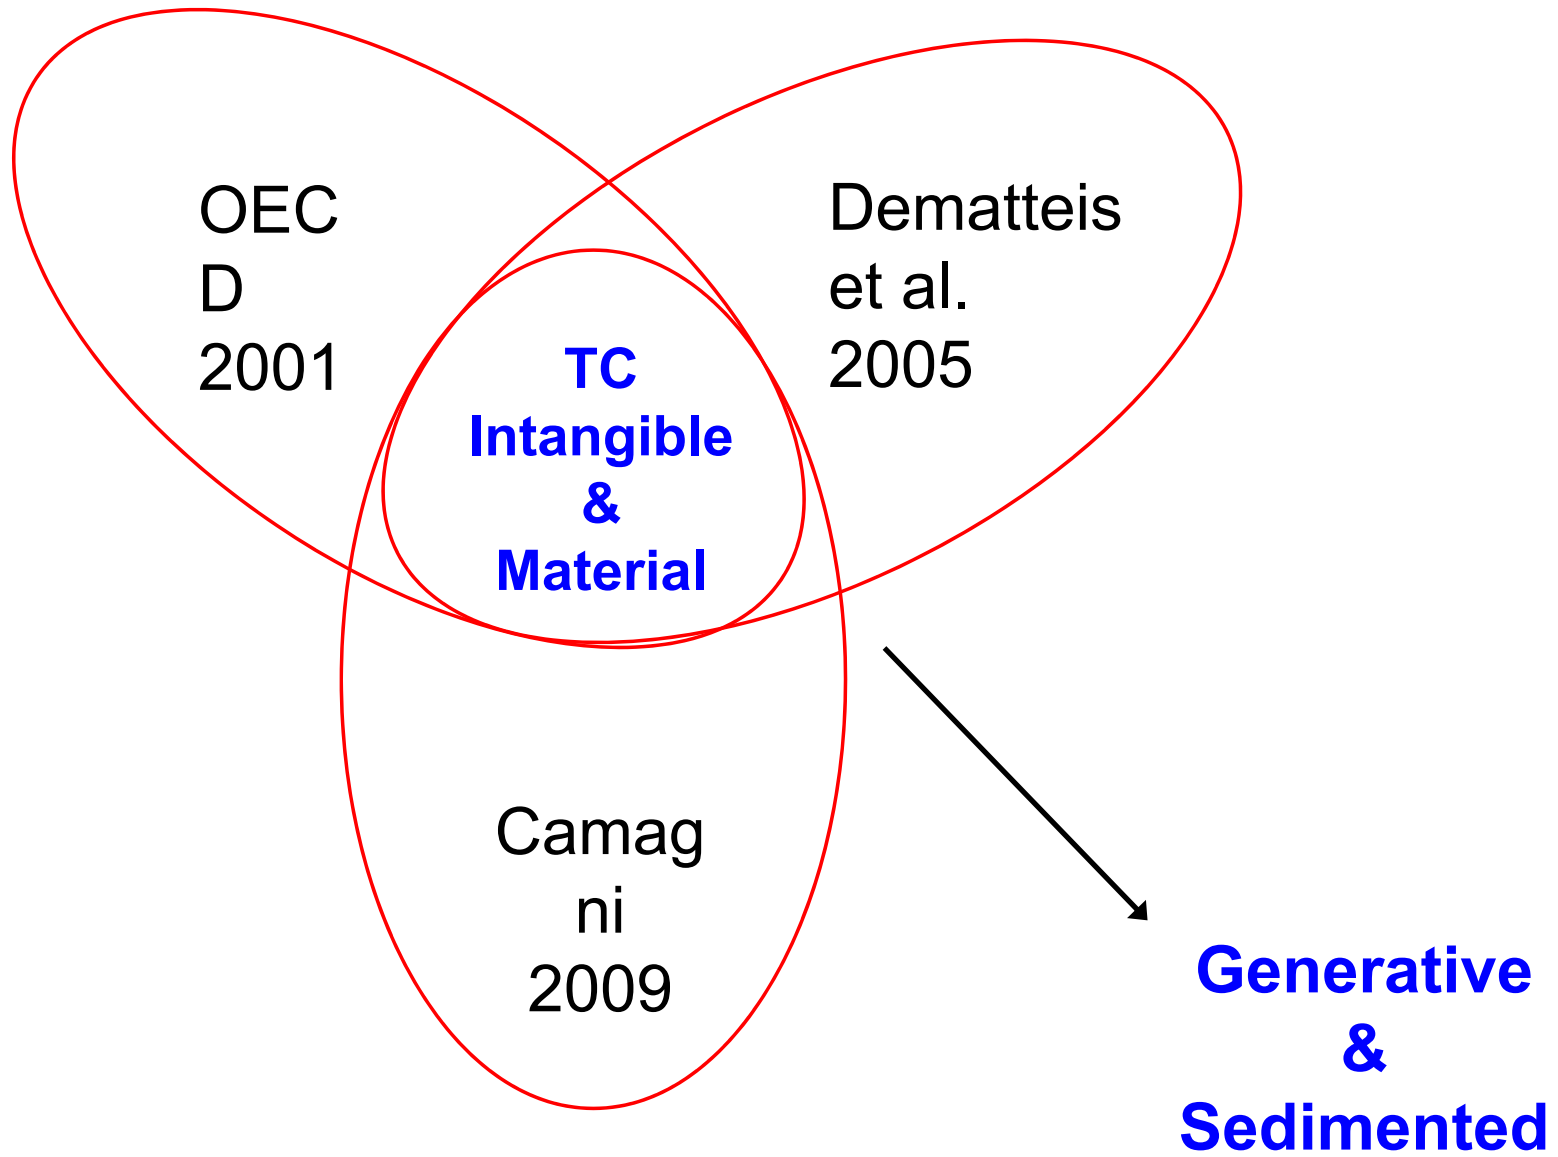 OEC
D
2001
Dematteis
et al.
2005
TC
Intangible
&
Material
Camag
ni
2009
Generative
&
Sedimented